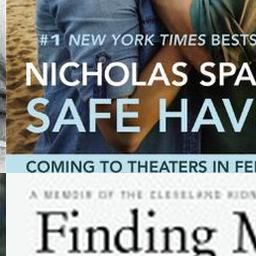 #1 NEW YORK TIMES BESTS
NICHOLAS SPA
SAFE HAV
COMING TO THEATERS IN FE
A MEMOIR OF THE CLEVELAND KIDN
Finding M